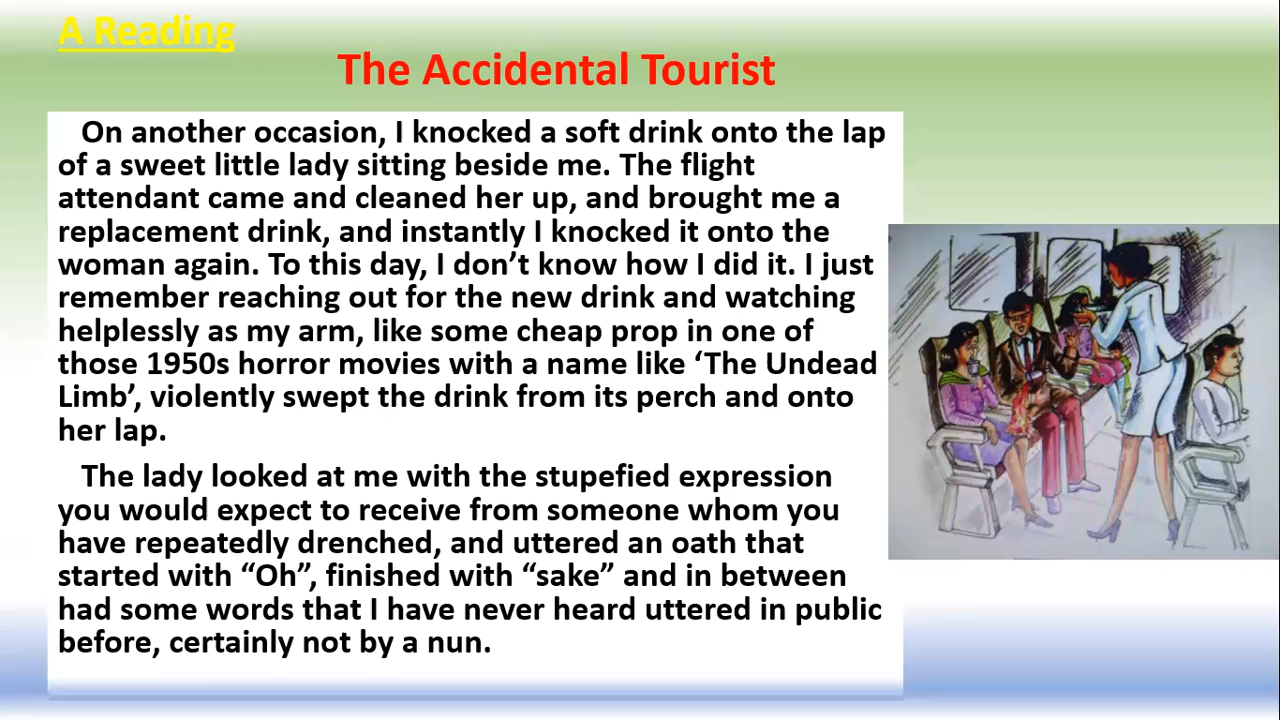 A Reading
The Accidental Tourist
On another occasion, I knocked a soft drink onto the lap
of a sweet little lady sitting beside me. The flight
attendant came and cleaned her up, and brought me a
replacement drink, and instantly I knocked it onto the
woman again. To this day, I don’t know how I did it. I just
remember reaching out for the new drink and watching
helplessly as my arm, like some cheap prop in one of
those 1950s horror movies with a name like ‘The Undead
Limb’, violently swept the drink from its perch and onto
her lap.
The lady looked at me with the stupefied expression
you would expect to receive from someone whom you
have repeatedly drenched, and uttered an oath that
started with “Oh”, finished with “sake” and in between
had some words that I have never heard uttered in public
before, certainly not by a nun.